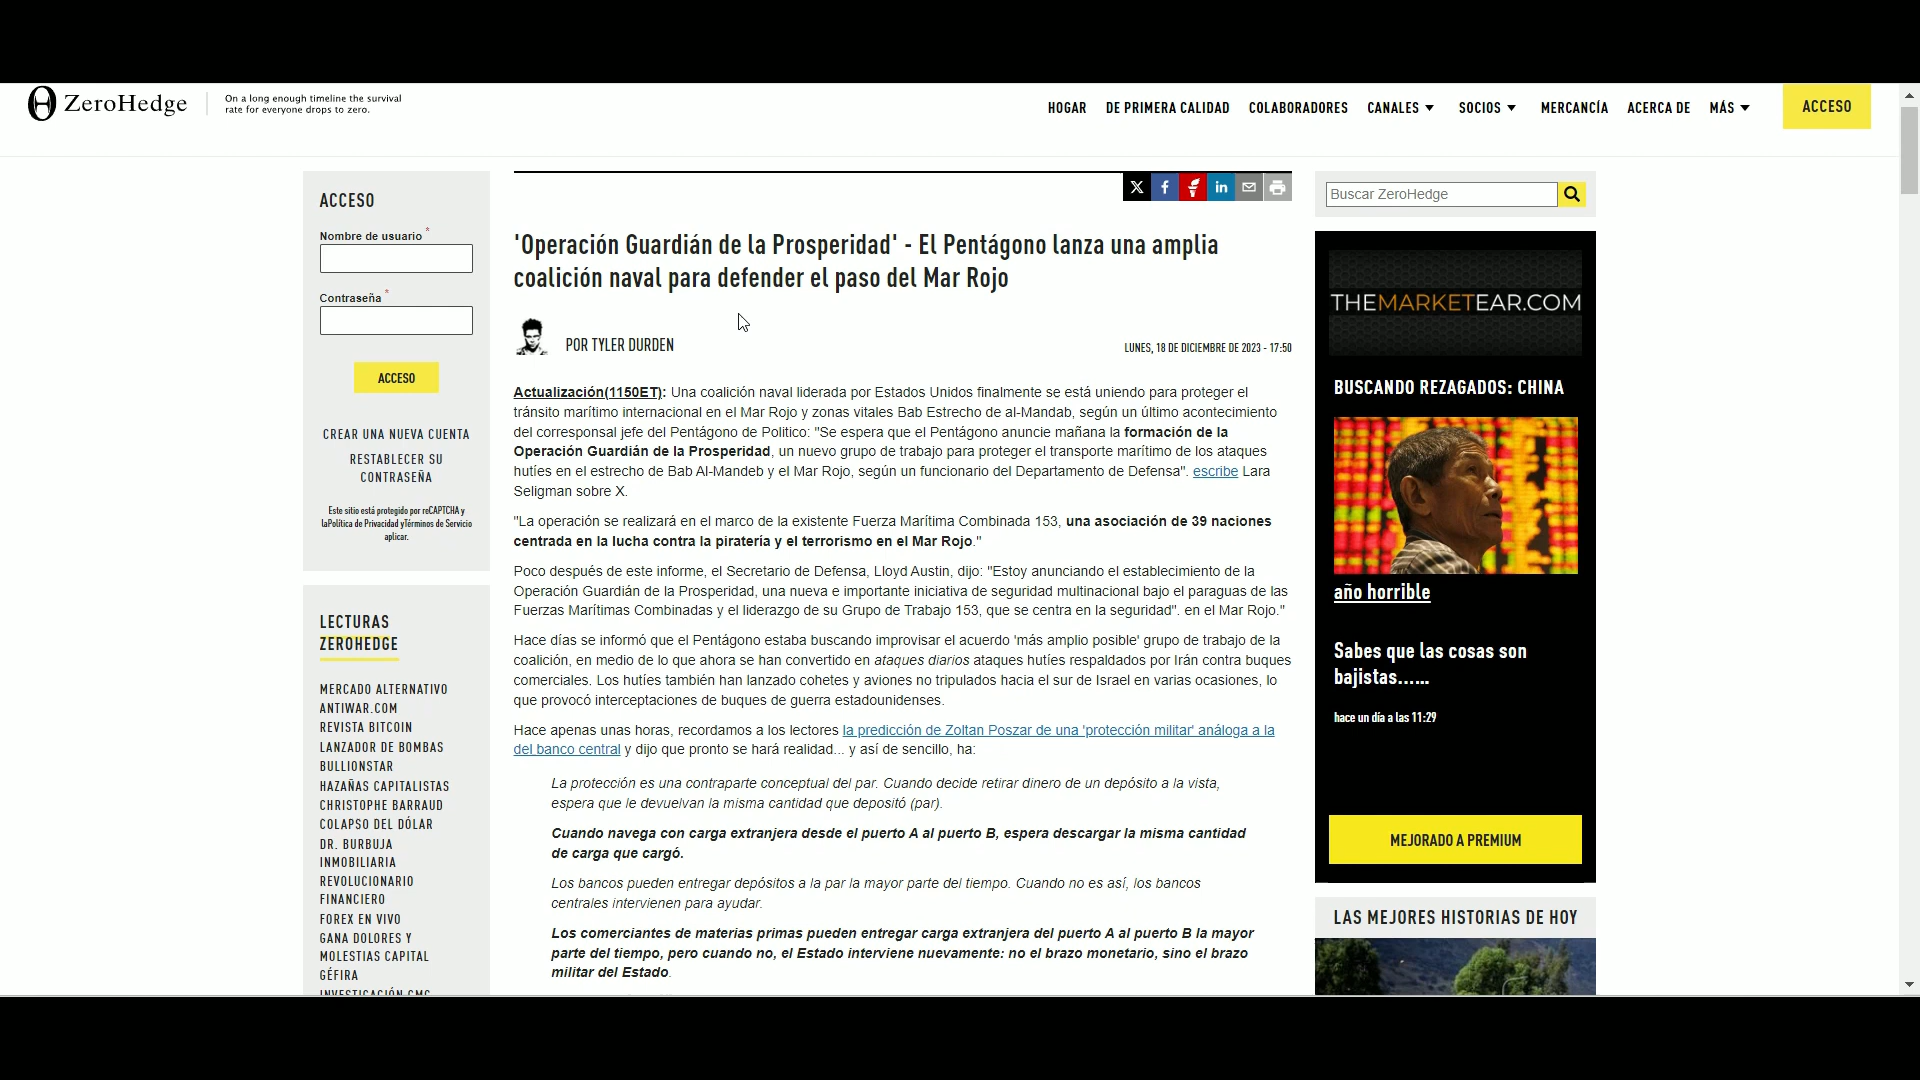 ZeroHedge
On a long enough timeline the survival
rate for everyone drops to zero.
HOGAR DE PRIMERA CALIDAD COLABORADORES CANALES SOCIOS MERCANCÍA ACERCA DE MÁS ACCESO
ACCESO
Nombre de usuario *
Contraseña *
ACCESO
CREAR UNA NUEVA CUENTA
RESTABLECER SU
CONTRASEÑA
Este sitio está protegido por reCAPTCHA y
laPolítica de Privacidad yTérminos de Servicio
aplicar.
LECTURAS
ZEROHEDGE
MERCADO ALTERNATIVO
ANTIWAR.COM
REVISTA BITCOIN
LANZADOR DE BOMBAS
BULLIONSTAR
HAZAÑAS CAPITALISTAS
CHRISTOPHE BARRAUD
COLAPSO DEL DÓLAR
DR. BURBUJA
INMOBILIARIA
REVOLUCIONARIO
FINANCIERO
FOREX EN VIVO
GANA DOLORES Y
MOLESTIAS CAPITAL
GÉFIRA
INVESTIGACIÓN GMG
'Operación Guardián de la Prosperidad' - El Pentágono lanza una amplia
coalición naval para defender el paso del Mar Rojo
POR TYLER DURDEN
LUNES, 18 DE DICIEMBRE DE 2023 - 17:50
Actualización(1150ET): Una coalición naval liderada por Estados Unidos finalmente se está uniendo para proteger el
tránsito marítimo internacional en el Mar Rojo y zonas vitales Bab Estrecho de al-Mandab, según un último acontecimiento
del corresponsal jefe del Pentágono de Politico: "Se espera que el Pentágono anuncie mañana la formación de la
Operación Guardián de la Prosperidad, un nuevo grupo de trabajo para proteger el transporte marítimo de los ataques
hutíes en el estrecho de Bab Al-Mandeb y el Mar Rojo, según un funcionario del Departamento de Defensa". escribe Lara
Seligman sobre X.
"La operación se realizará en el marco de la existente Fuerza Marítima Combinada 153, una asociación de 39 naciones
centrada en la lucha contra la piratería y el terrorismo en el Mar Rojo."
Poco después de este informe, el Secretario de Defensa, Lloyd Austin, dijo: "Estoy anunciando el establecimiento de la
Operación Guardián de la Prosperidad, una nueva e importante iniciativa de seguridad multinacional bajo el paraguas de las
Fuerzas Marítimas Combinadas y el liderazgo de su Grupo de Trabajo 153, que se centra en la seguridad". en el Mar Rojo."
Hace días se informó que el Pentágono estaba buscando improvisar el acuerdo 'más amplio posible' grupo de trabajo de la
coalición, en medio de lo que ahora se han convertido en ataques diarios ataques hutíes respaldados por Irán contra buques
comerciales. Los hutíes también han lanzado cohetes y aviones no tripulados hacia el sur de Israel en varias ocasiones, lo
que provocó interceptaciones de buques de guerra estadounidenses.
Hace apenas unas horas, recordamos a los lectores la predicción de Zoltan Poszar de una 'protección militar' análoga a la
del banco central y dijo que pronto se hará realidad... y así de sencillo, ha:
La protección es una contraparte conceptual del par. Cuando decide retirar dinero de un depósito a la vista,
espera que le devuelvan la misma cantidad que depositó (par).
Cuando navega con carga extranjera desde el puerto A al puerto B, espera descargar la misma cantidad
de carga que cargó.
Los bancos pueden entregar depósitos a la par la mayor parte del tiempo. Cuando no es así, los bancos
centrales intervienen para ayudar.
Los comerciantes de materias primas pueden entregar carga extranjera del puerto A al puerto B la mayor
parte del tiempo, pero cuando no, el Estado interviene nuevamente: no el brazo monetario, sino el brazo
militar del Estado.
Buscar ZeroHedge
THEMARKETEAR.COM
BUSCANDO REZAGADOS: CHINA
año horrible
Sabes que las cosas son
bajistas......
hace un día a las 11:29
MEJORADO A PREMIUM
LAS MEJORES HISTORIAS DE HOY